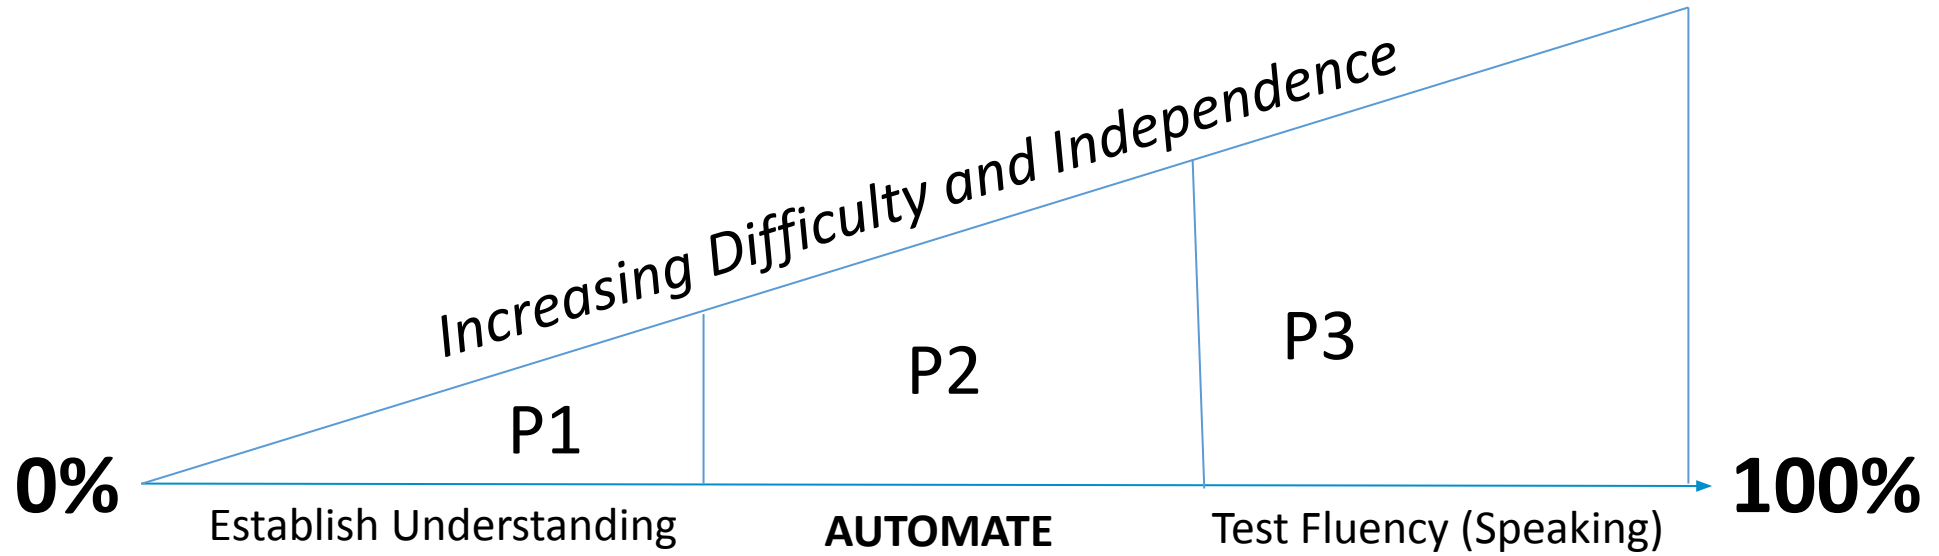 Increasing Difficulty and Independence
P1
P2
P3
0%
100%
Establish Understanding
AUTOMATE
Test Fluency (Speaking)